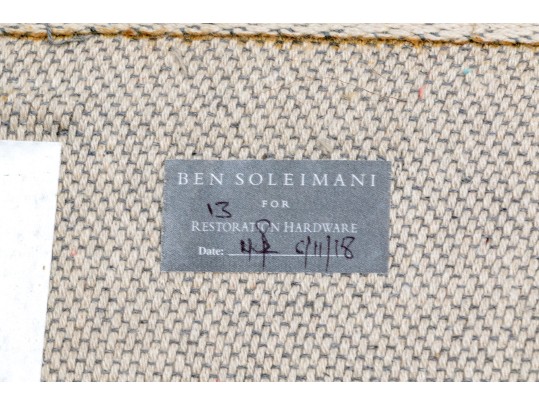 BEN SOLEIMANI
FOR
13
RESTORATION HARDWARE
Date: 6/11/18